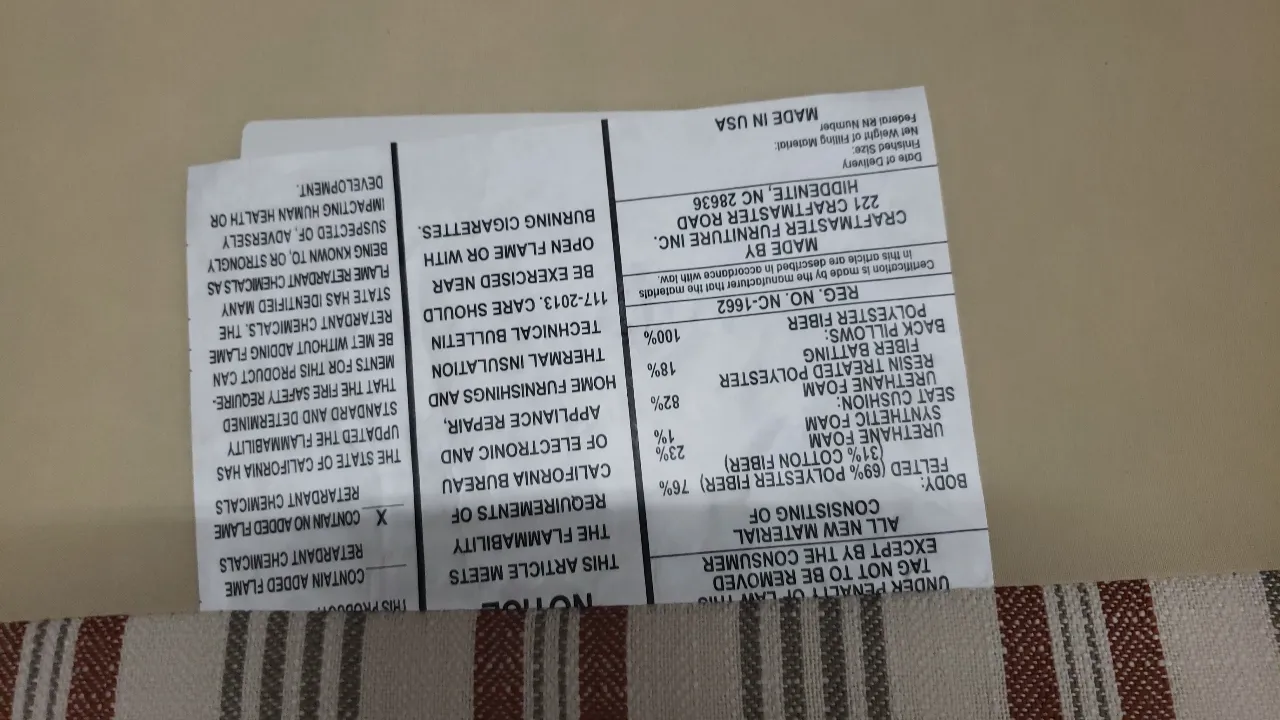 UNDER PENALTY OF LAW THIS
TAG NOT TO BE REMOVED
EXCEPT BY THE CONSUMER
ALL NEW MATERIAL
CONSISTING OF
BODY:
FELTED (69% POLYESTER FIBER) 76%
(31% COTTON FIBER)
URETHANE FOAM 23%
SYNTHETIC FOAM 1%
SEAT CUSHION:
URETHANE FOAM 82%
RESIN TREATED POLYESTER
FIBER BATTING 18%
BACK PILLOWS:
POLYESTER FIBER 100%
REG. NO. NC-1662
Certification is made by the manufacturer that the materials
in this article are described in accordance with low.
MADE BY
CRAFTMASTER FURNITURE INC.
221 CRAFTMASTER ROAD
HIDDENITE, NC 28636
Date of Delivery
Finished Size:
Net Weight of Filling Material:
Federal RN Number
MADE IN USA
NOTICE
THIS ARTICLE MEETS
THE FLAMMABILITY
REQUIREMENTS OF
CALIFORNIA BUREAU
OF ELECTRONIC AND
APPLIANCE REPAIR,
HOME FURNISHINGS AND
THERMAL INSULATION
TECHNICAL BULLETIN
117-2013. CARE SHOULD
BE EXERCISED NEAR
OPEN FLAME OR WITH
BURNING CIGARETTES.
THIS PRODUCT
CONTAIN ADDED FLAME
RETARDANT CHEMICALS
X CONTAIN NO ADDED FLAME
RETARDANT CHEMICALS
THE STATE OF CALIFORNIA HAS
UPDATED THE FLAMMABILITY
STANDARD AND DETERMINED
THAT THE FIRE SAFETY REQUIRE-
MENTS FOR THIS PRODUCT CAN
BE MET WITHOUT ADDING FLAME
RETARDANT CHEMICALS. THE
STATE HAS IDENTIFIED MANY
FLAME RETARDANT CHEMICALS AS
BEING KNOWN TO, OR STRONGLY
SUSPECTED OF, ADVERSELY
IMPACTING HUMAN HEALTH OR
DEVELOPMENT.